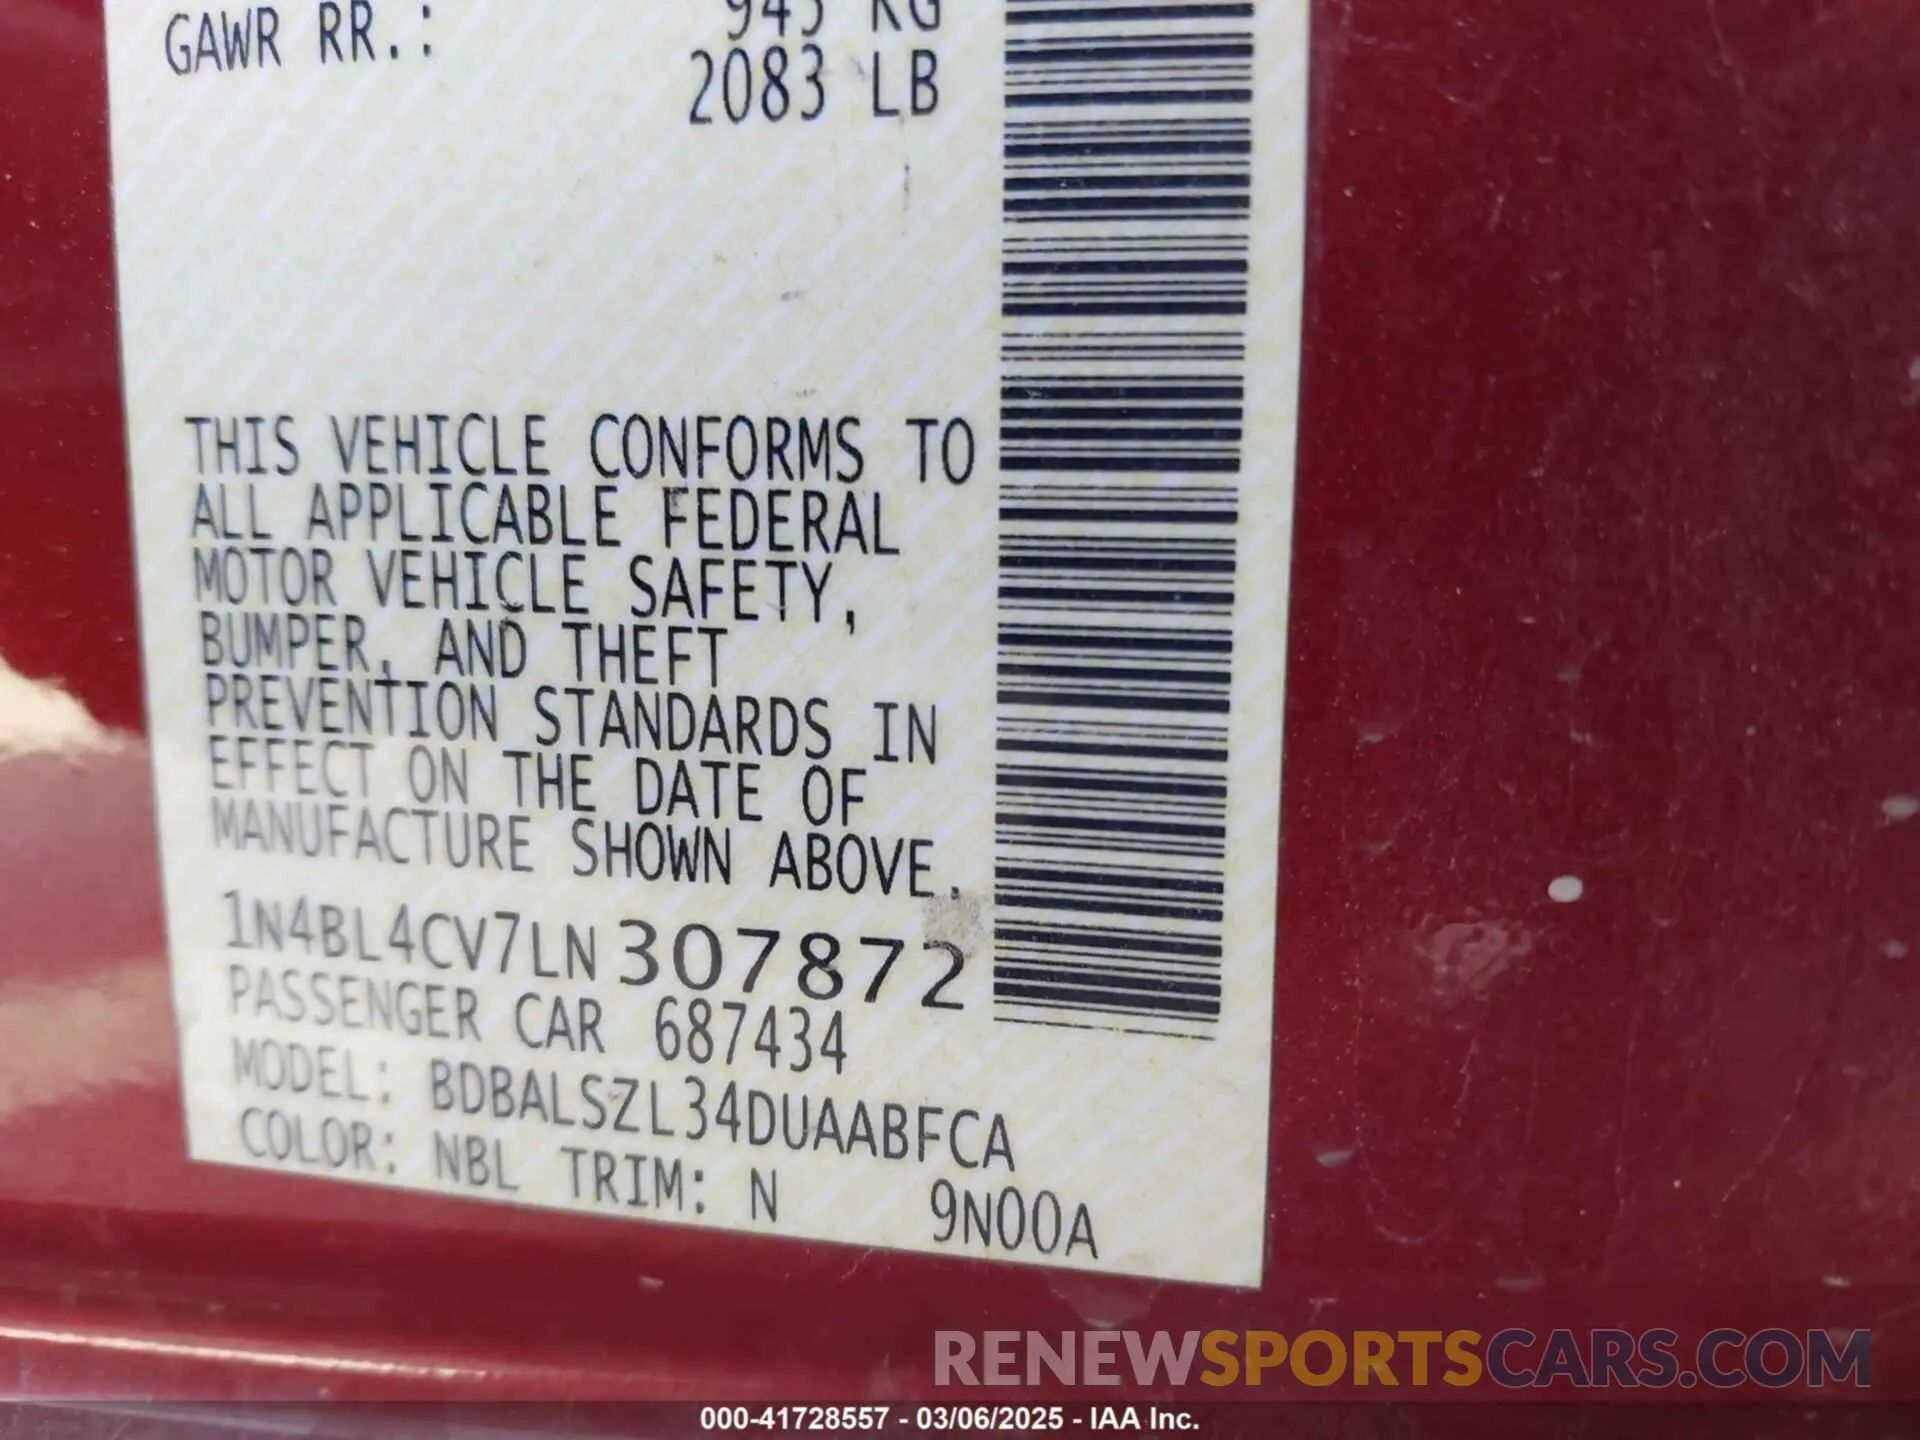 GAWR RR.: 945 KG
2083 LB
THIS VEHICLE CONFORMS TO
ALL APPLICABLE FEDERAL
MOTOR VEHICLE SAFETY,
BUMPER, AND THEFT
PREVENTION STANDARDS IN
EFFECT ON THE DATE OF
MANUFACTURE SHOWN ABOVE.
1N4BL4CV7LN307872
PASSENGER CAR 687434
MODEL: BDBALSZL34DUAABFCA
COLOR: NBL TRIM: N 9N00A
RENEWSPORTSCARS.COM
000-41728557 - 03/06/2025 - IAA Inc.